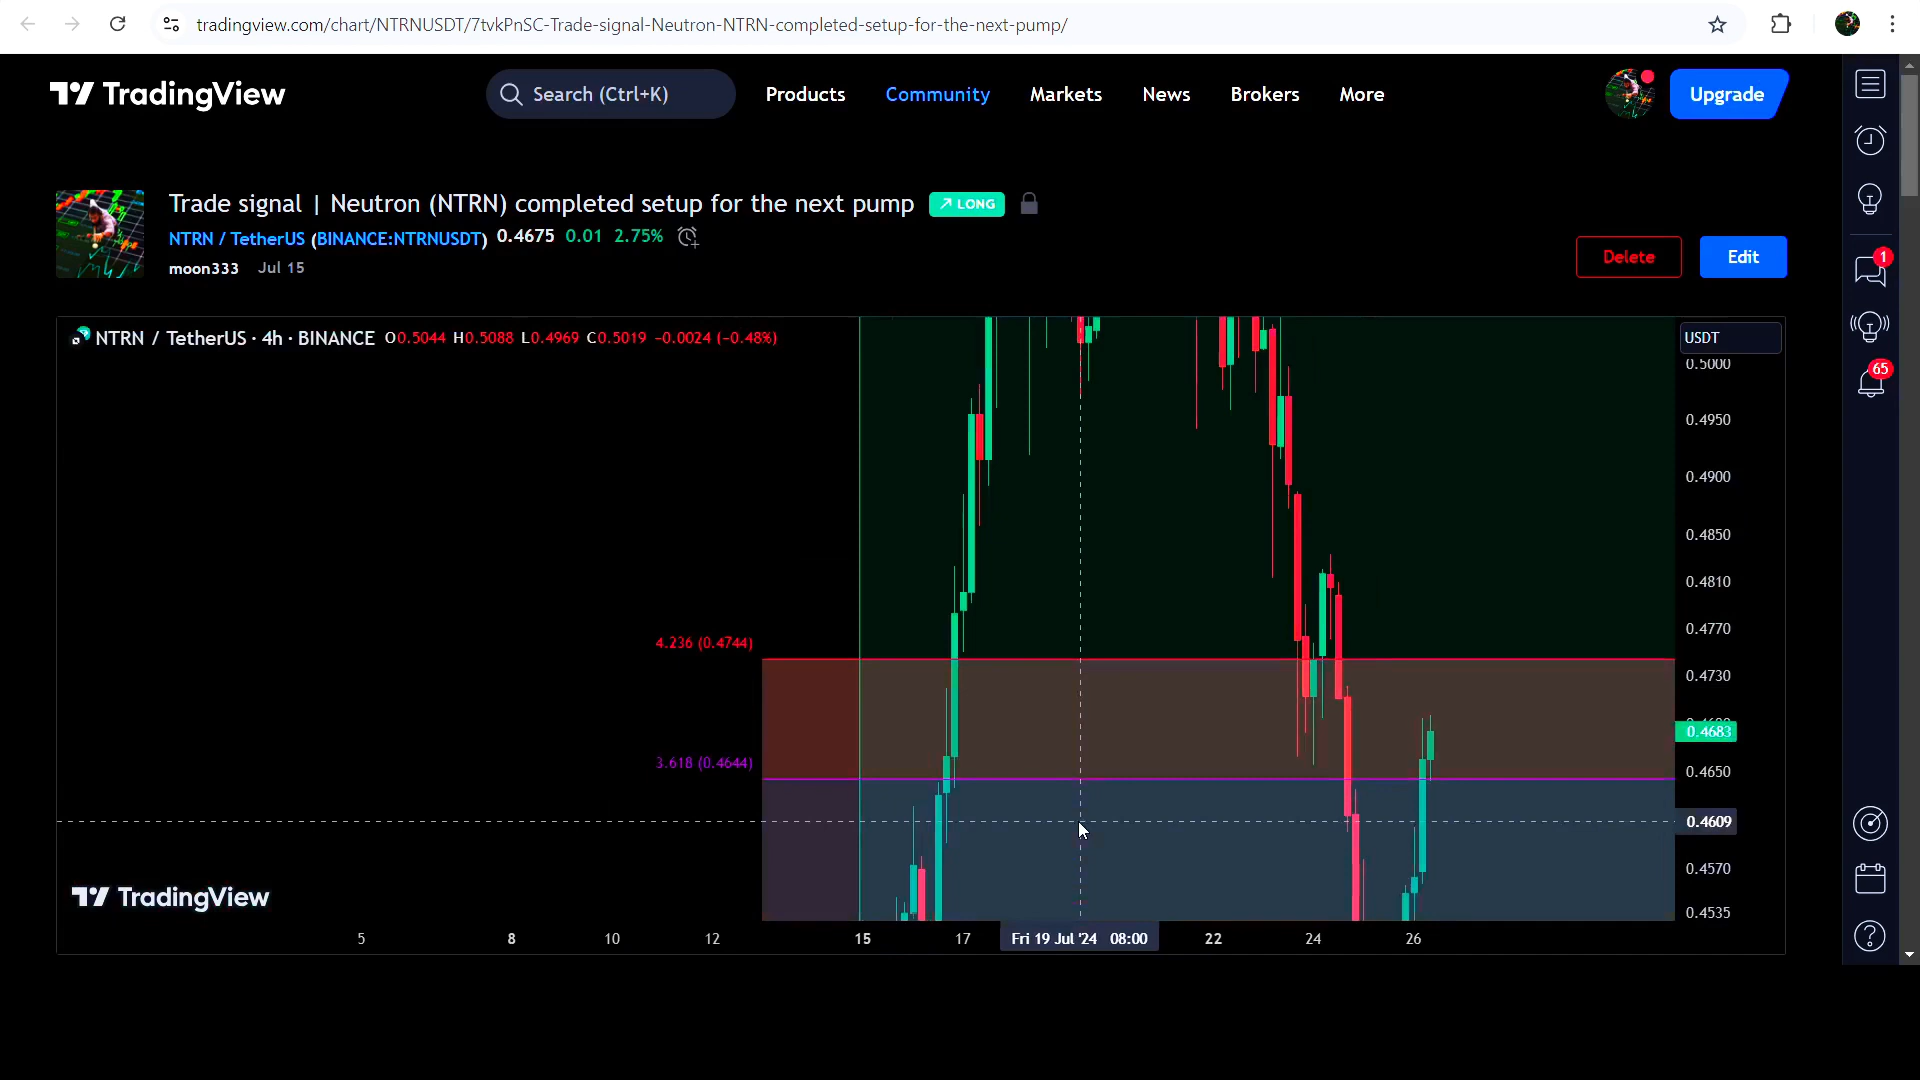 tradingview.com/chart/NTRNUSDT/7tvkPnSC-Trade-signal-Neutron-NTRN-completed-setup-for-the-next-pump/
TradingView
Search (Ctrl+K)
Products
Community
Markets
News
Brokers
More
Upgrade
Trade signal | Neutron (NTRN) completed setup for the next pump
LONG
NTRN / TetherUS (BINANCE:NTRNUSDT) 0.4675 0.01 2.75%
moon333 Jul 15
Delete
Edit
1
65
NTRN / TetherUS · 4h · BINANCE O0.5044 H0.5088 L0.4969 C0.5019 −0.0024 (−0.48%)
USDT
0.5000
0.4950
0.4900
0.4850
0.4810
0.4770
4.236 (0.4744)
0.4730
0.4683
3.618 (0.4644)
0.4650
0.4609
0.4570
TradingView
0.4535
5
8
10
12
15
17
Fri 19 Jul '24 08:00
22
24
26